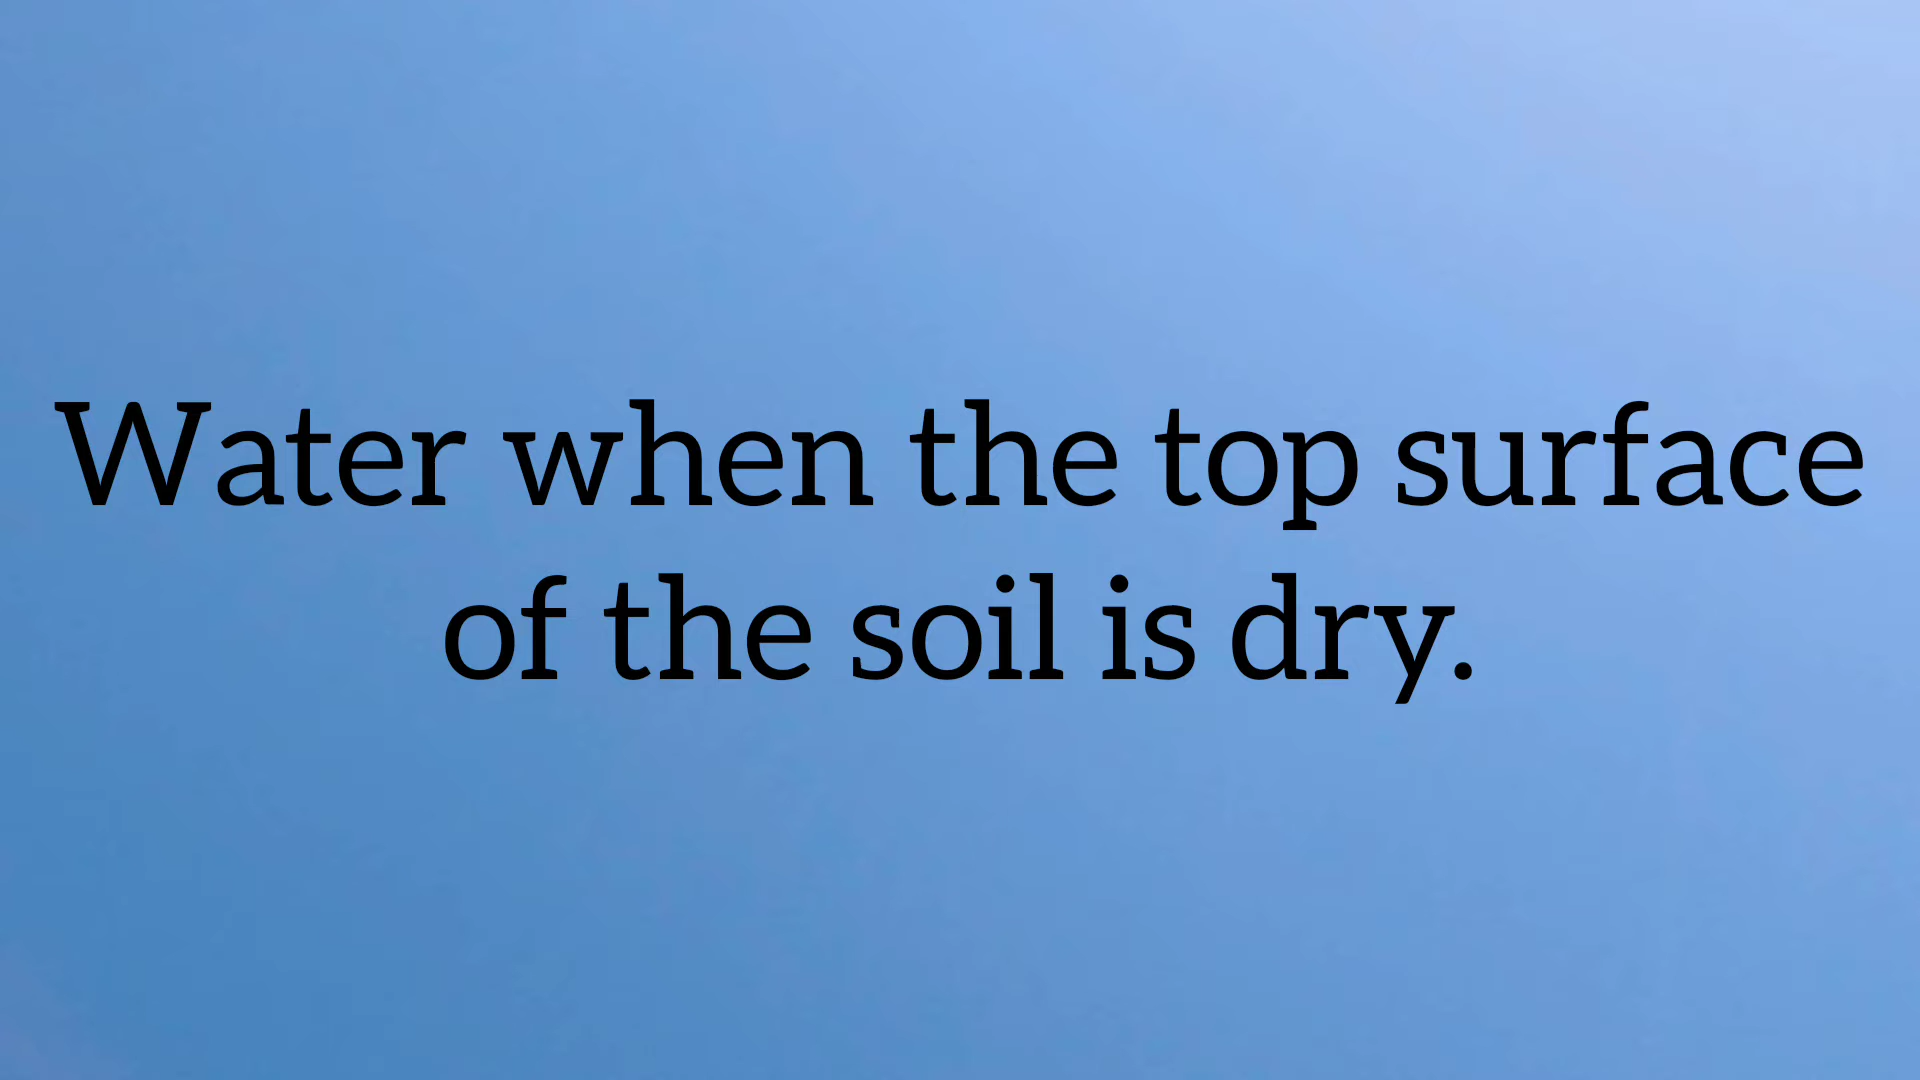 Water when the top surface
of the soil is dry.